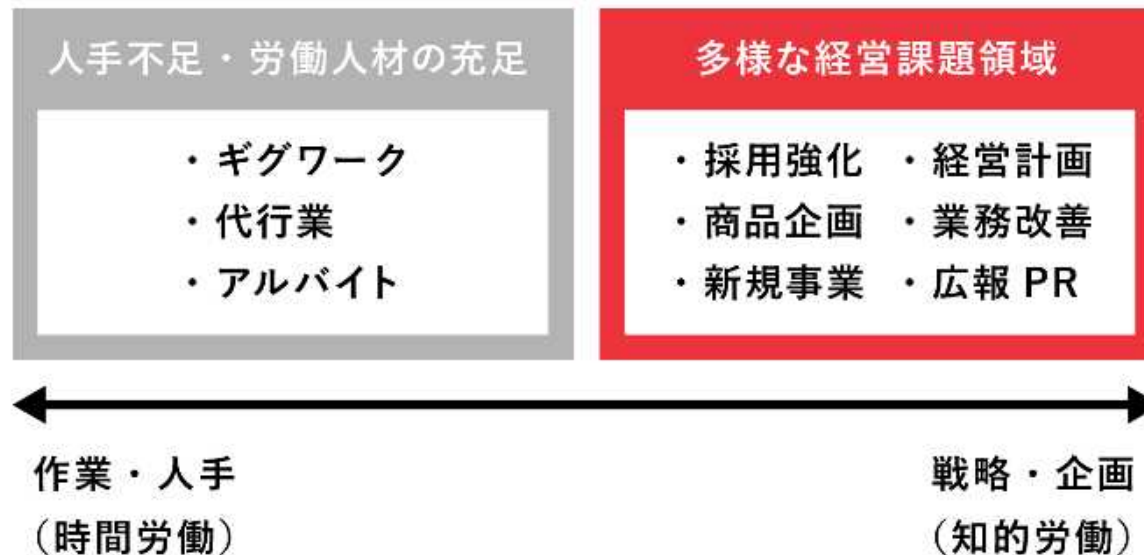 人手不足・労働人材の充足
・ギグワーク
・代行業
・アルバイト
多様な経営課題領域
・採用強化 ・経営計画
・商品企画 ・業務改善
・新規事業 ・広報 PR
作業・人手
（時間労働）
戦略・企画
（知的労働）